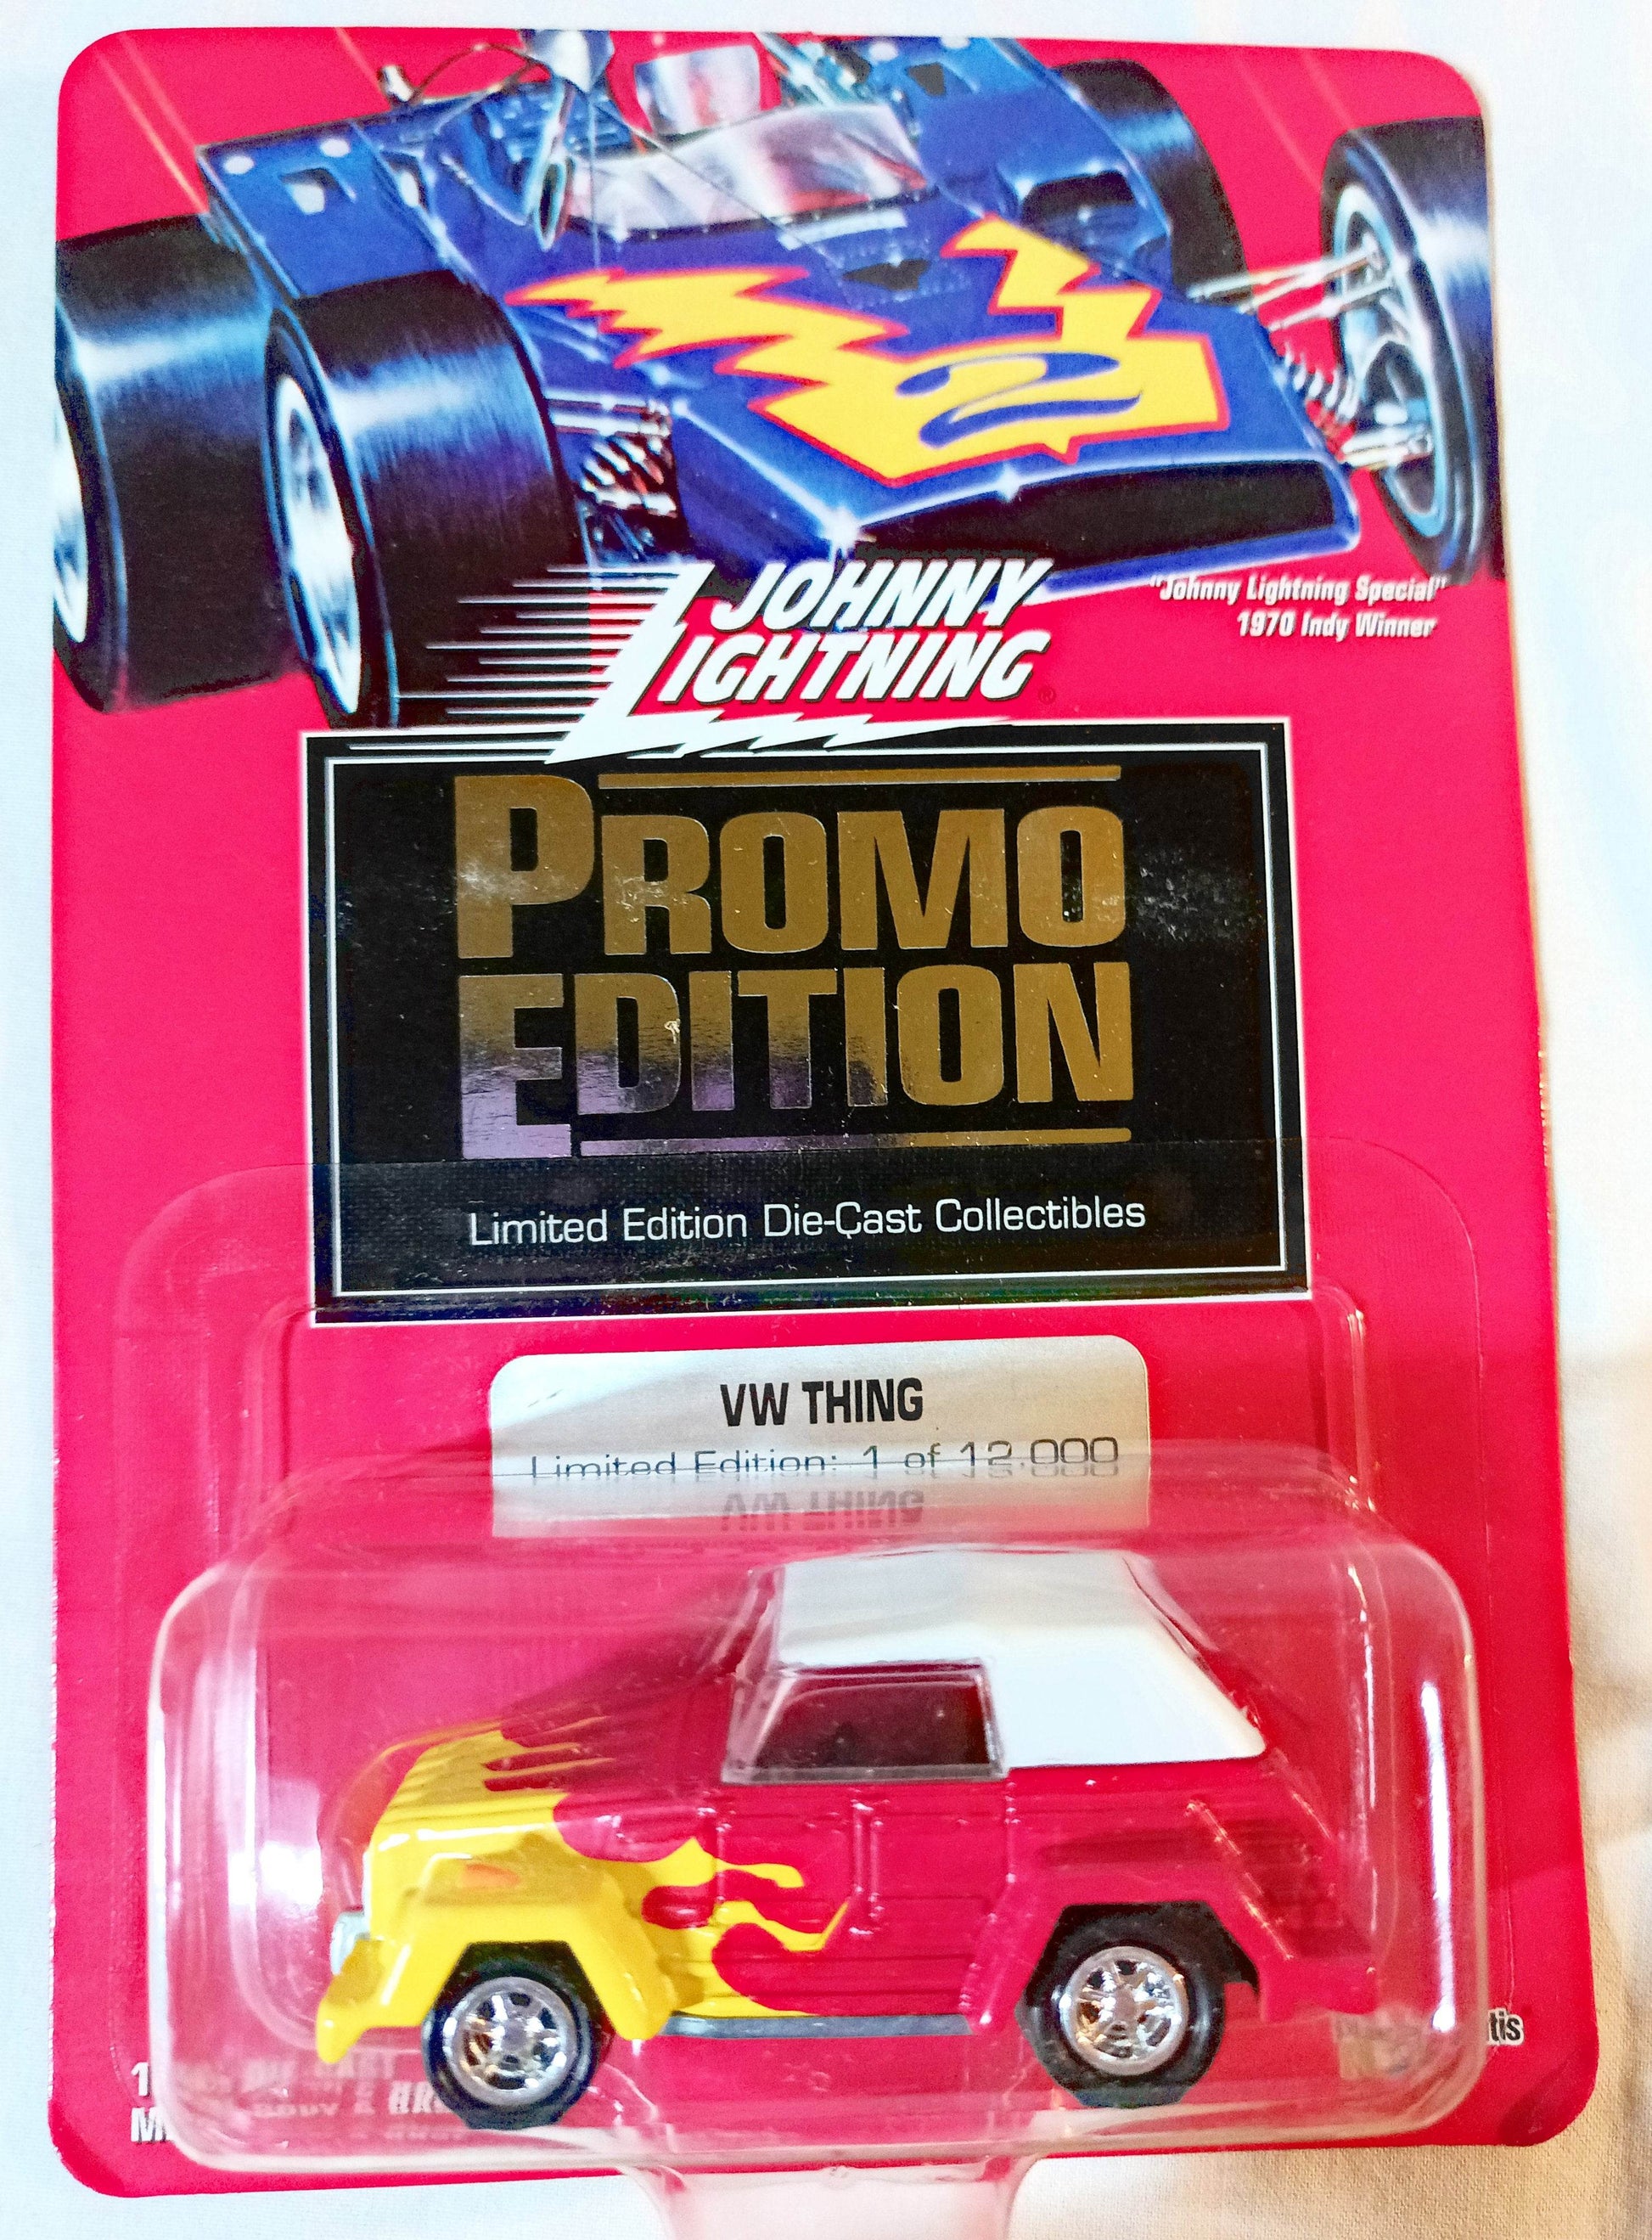 2
JOHNNY
LIGHTNING®
"Johnny Lightning Special"
1970 Indy Winner
PROMO
EDITION
Limited Edition Die-Cast Collectibles
VW THING
Limited Edition: 1 of 12,000